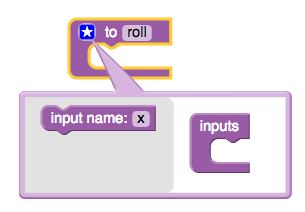 to roll
input name: x
inputs